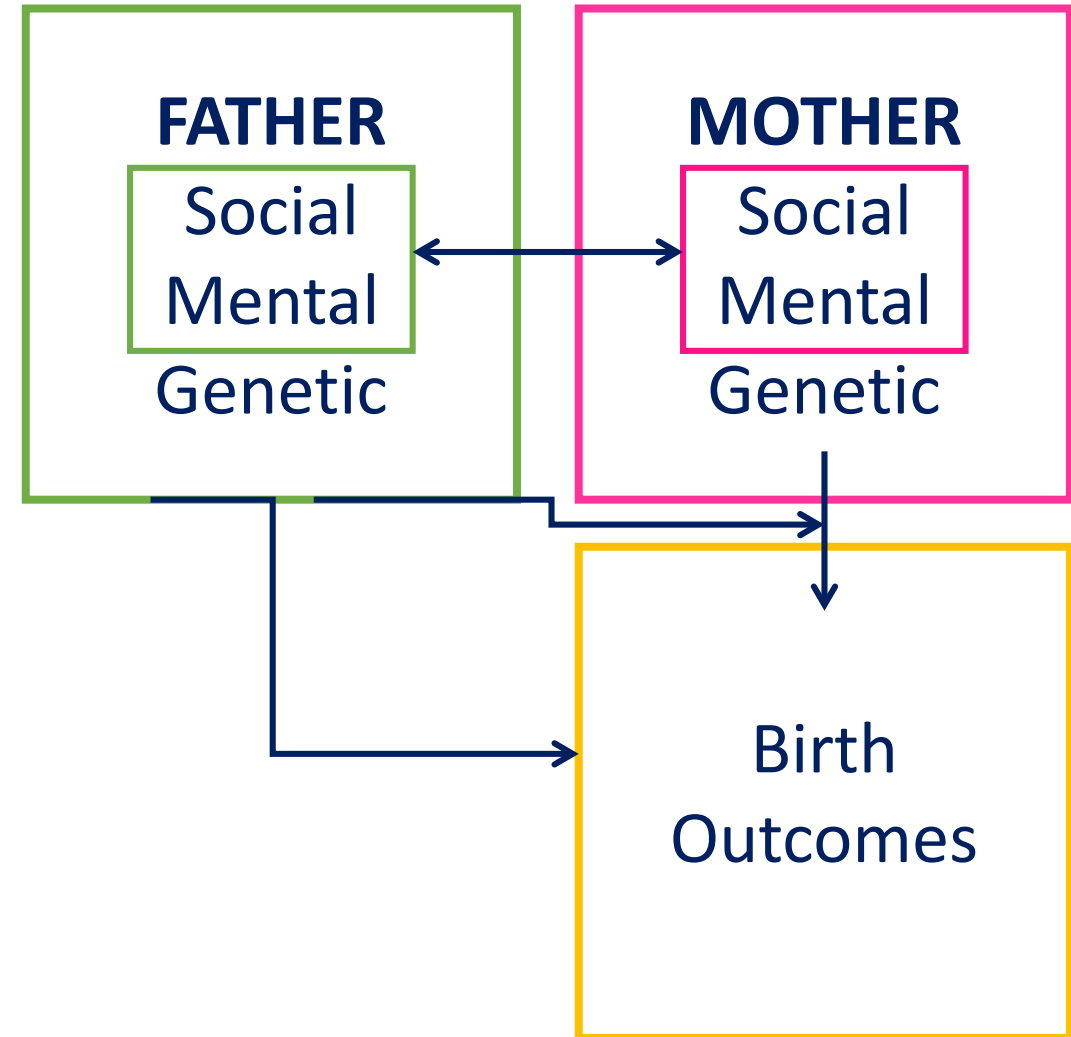 FATHER
Social
Mental
Genetic
MOTHER
Social
Mental
Genetic
Birth
Outcomes